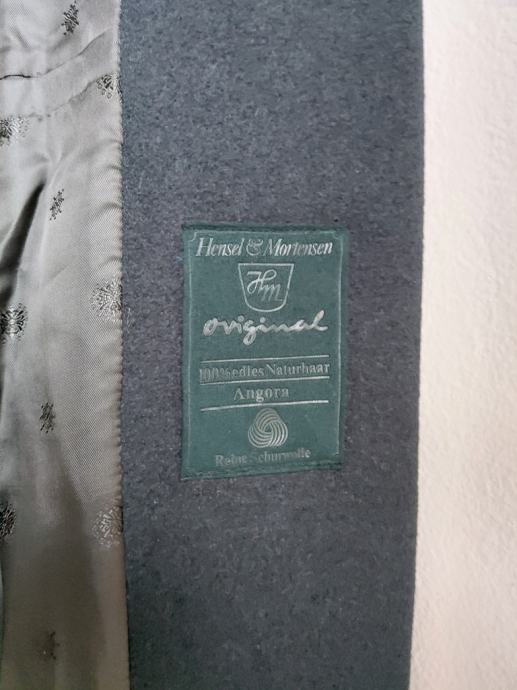 Hensel & Mortensen
Hm
original
100% edles Naturhaar
Angora
Reine Schurwolle